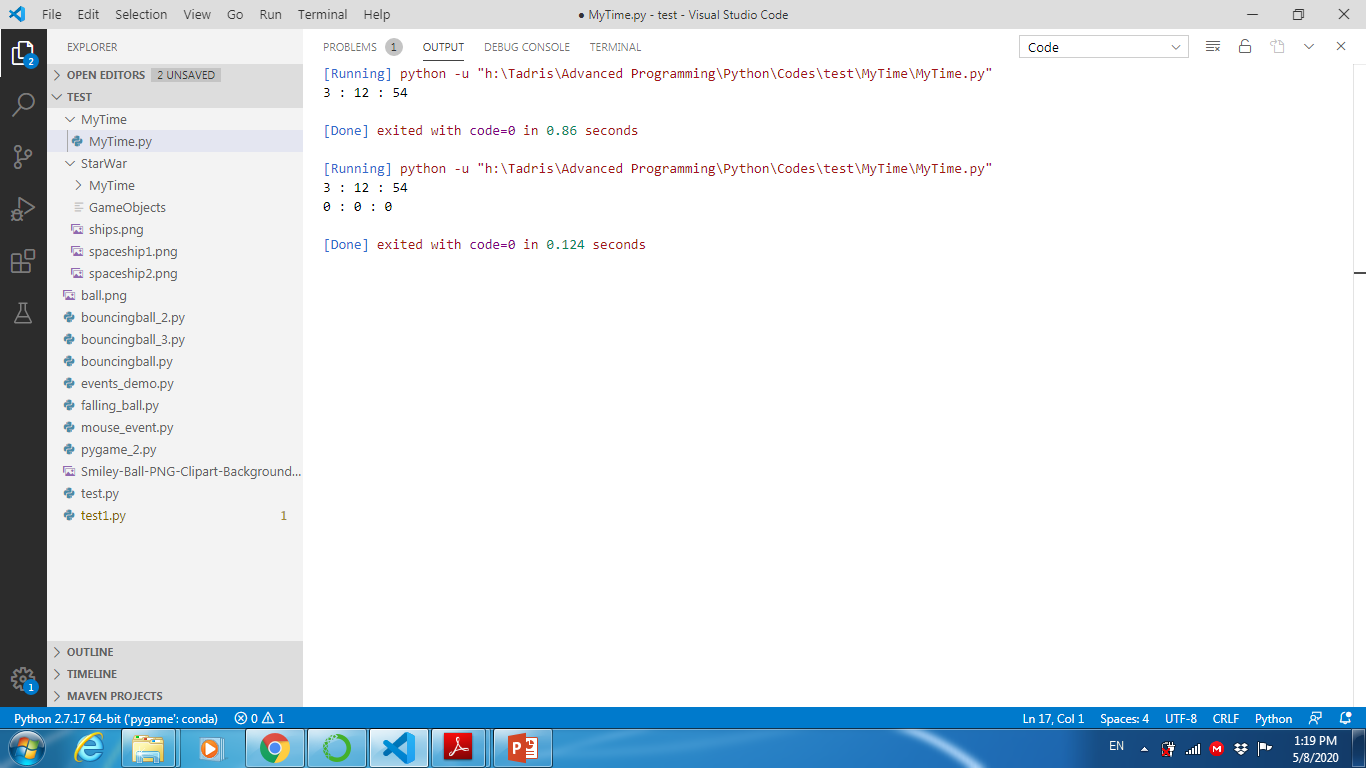 File Edit Selection View Go Run Terminal Help
● MyTime.py - test - Visual Studio Code
EXPLORER
OPEN EDITORS 2 UNSAVED
TEST
MyTime
MyTime.py
StarWar
MyTime
GameObjects
ships.png
spaceship1.png
spaceship2.png
ball.png
bouncingball_2.py
bouncingball_3.py
bouncingball.py
events_demo.py
falling_ball.py
mouse_event.py
pygame_2.py
Smiley-Ball-PNG-Clipart-Background...
test.py
test1.py 1
OUTLINE
TIMELINE
MAVEN PROJECTS
2
1
PROBLEMS 1 OUTPUT DEBUG CONSOLE TERMINAL
Code
[Running] python -u "h:\Tadris\Advanced Programming\Python\Codes\test\MyTime\MyTime.py"
3 : 12 : 54
[Done] exited with code=0 in 0.86 seconds
[Running] python -u "h:\Tadris\Advanced Programming\Python\Codes\test\MyTime\MyTime.py"
3 : 12 : 54
0 : 0 : 0
[Done] exited with code=0 in 0.124 seconds
Python 2.7.17 64-bit ('pygame': conda) 0 1
Ln 17, Col 1 Spaces: 4 UTF-8 CRLF Python
EN
1:19 PM
5/8/2020